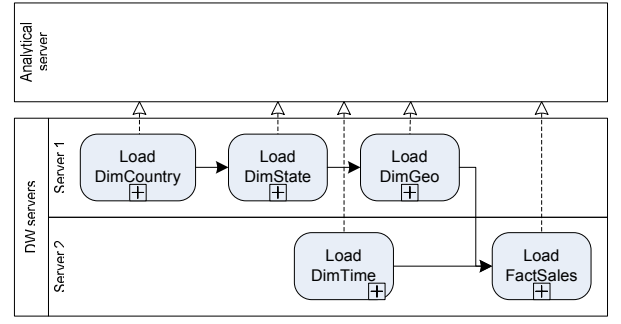 Analytical
server
DW servers
Server 1
Load
DimCountry
Load
DimState
Load
DimGeo
Server 2
Load
DimTime
Load
FactSales